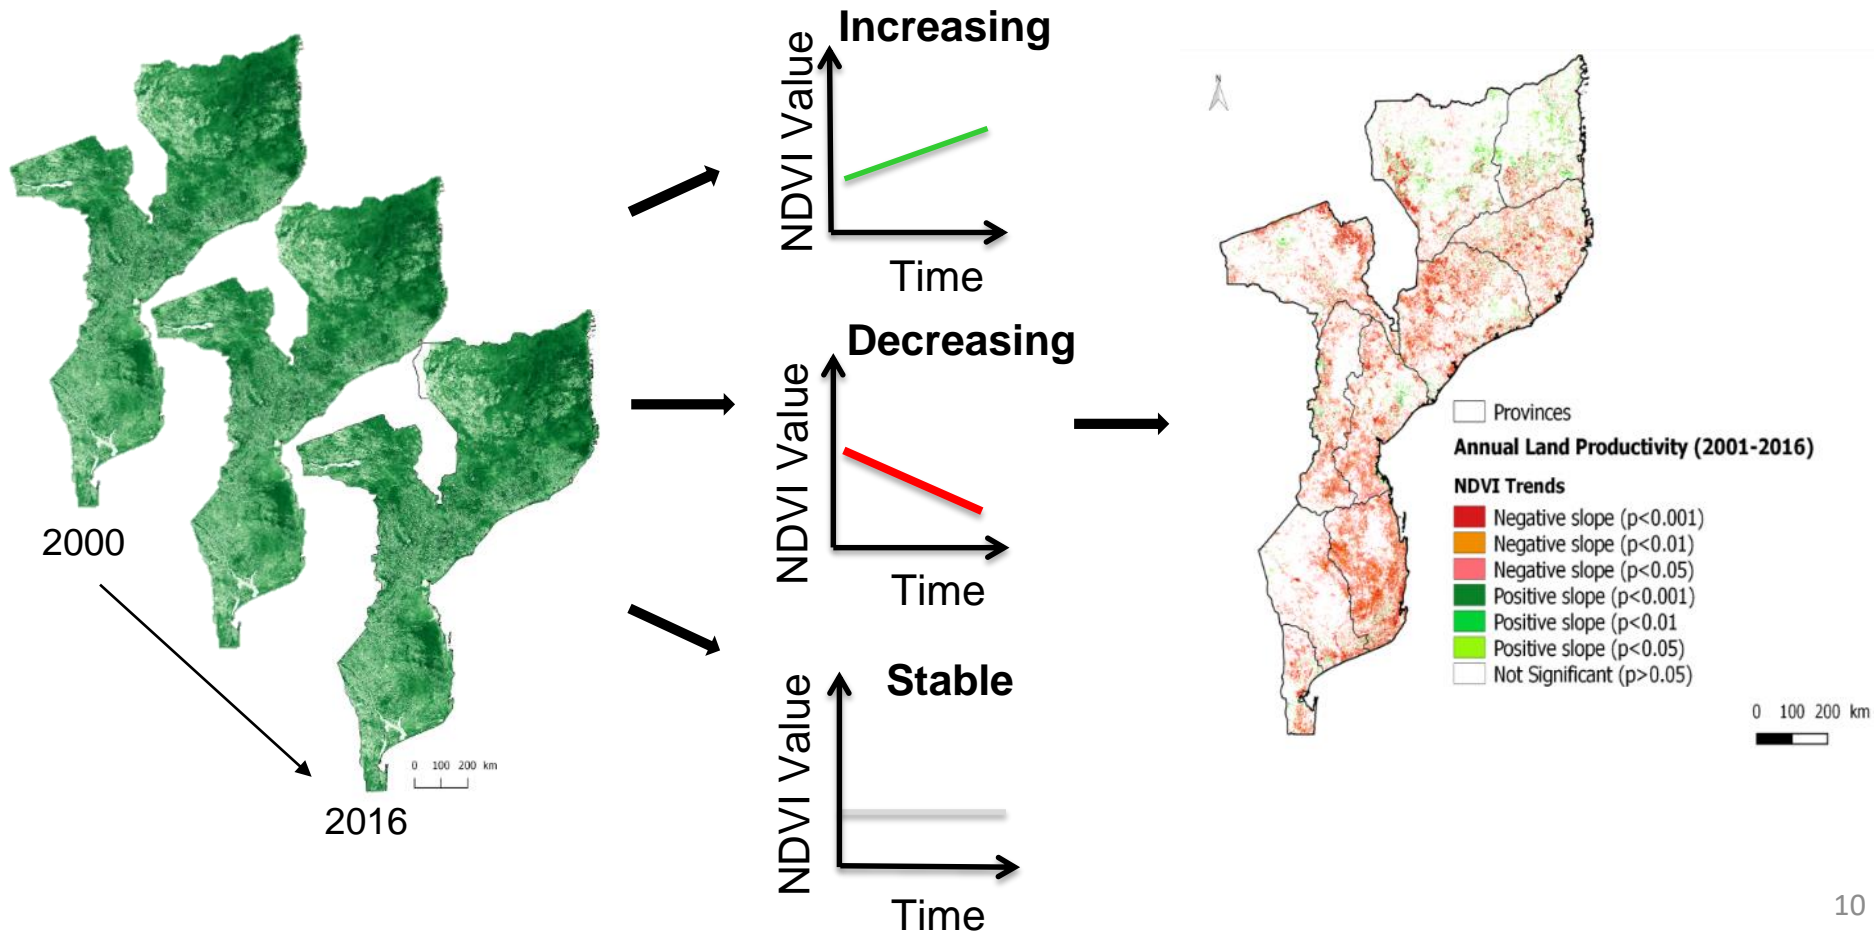 2000
2016
0 100 200 km
Increasing
NDVI Value
Time
Decreasing
NDVI Value
Time
Stable
NDVI Value
Time
N
Provinces
Annual Land Productivity (2001-2016)
NDVI Trends
Negative slope (p<0.001)
Negative slope (p<0.01)
Negative slope (p<0.05)
Positive slope (p<0.001)
Positive slope (p<0.01
Positive slope (p<0.05)
Not Significant (p>0.05)
0 100 200 km
10